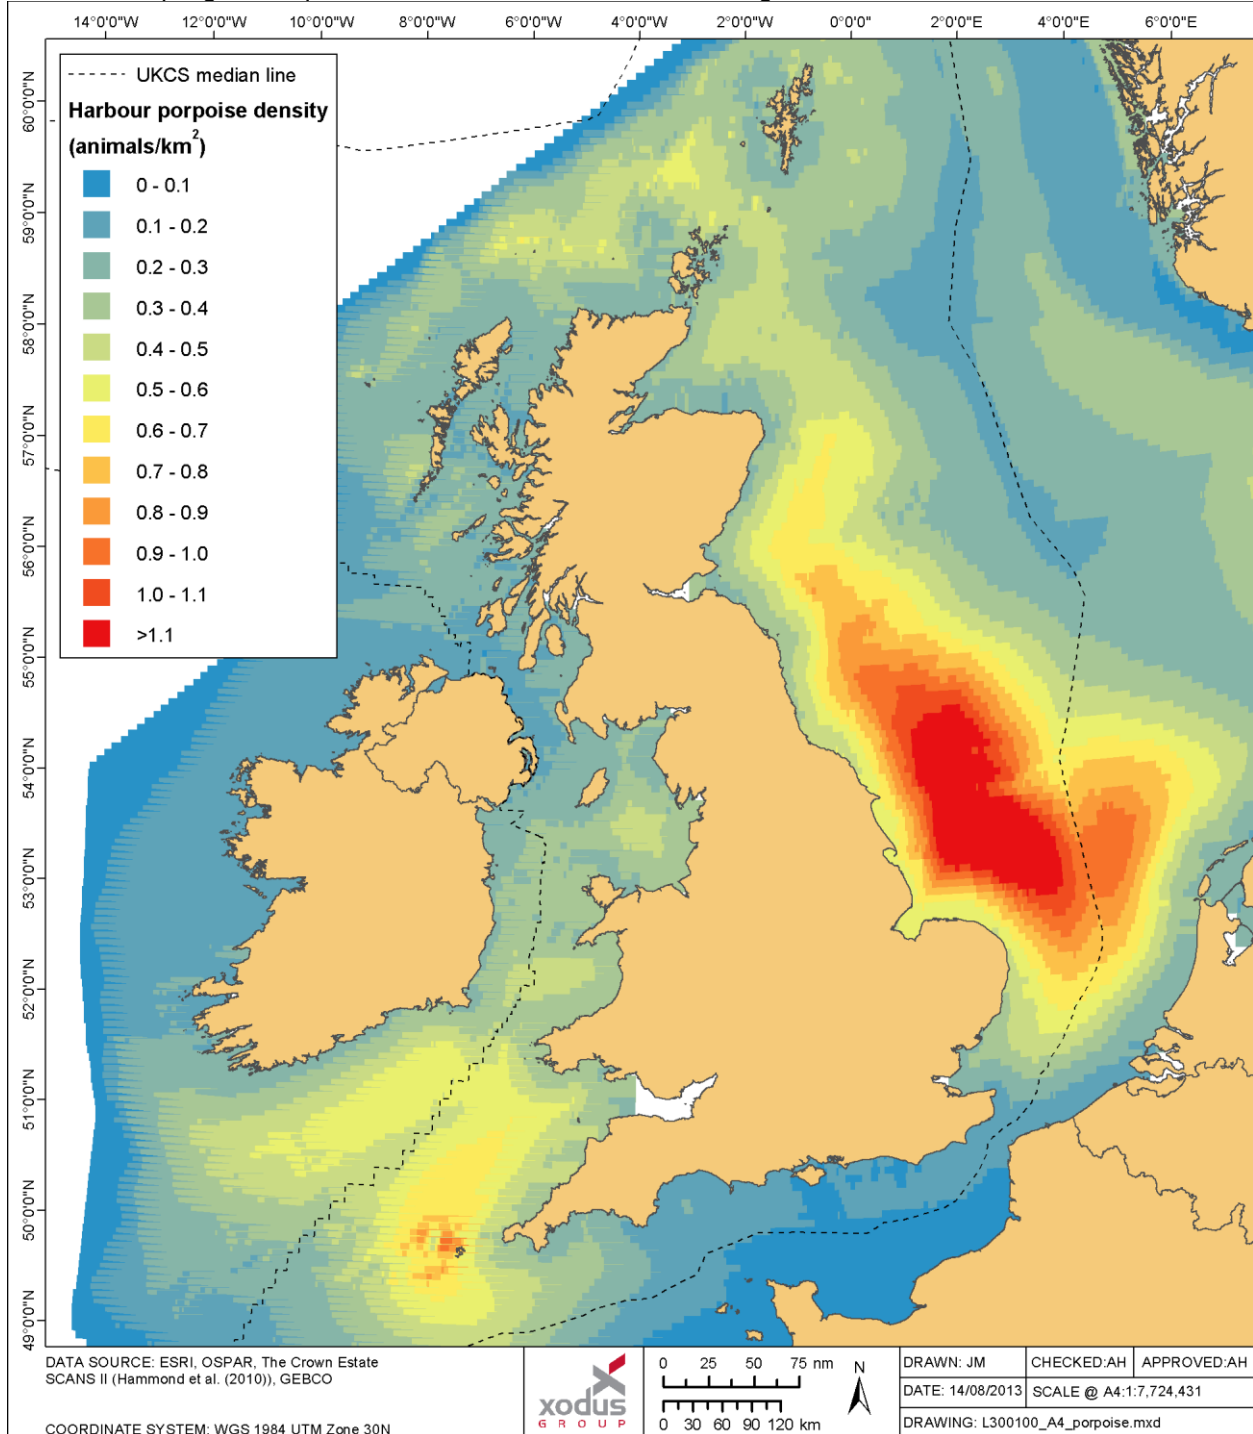 14°0'0"W 12°0'0"W 10°0'0"W 8°0'0"W 6°0'0"W 4°0'0"W 2°0'0"W 0°0'0" 2°0'0"E 4°0'0"E 6°0'0"E
UKCS median line
Harbour porpoise density
(animals/km²)
0 - 0.1
0.1 - 0.2
0.2 - 0.3
0.3 - 0.4
0.4 - 0.5
0.5 - 0.6
0.6 - 0.7
0.7 - 0.8
0.8 - 0.9
0.9 - 1.0
1.0 - 1.1
>1.1
60°0'0"N
59°0'0"N
58°0'0"N
57°0'0"N
56°0'0"N
55°0'0"N
54°0'0"N
53°0'0"N
52°0'0"N
51°0'0"N
50°0'0"N
49°0'0"N
DATA SOURCE: ESRI, OSPAR, The Crown Estate
SCANS II (Hammond et al. (2010)), GEBCO
COORDINATE SYSTEM: WGS 1984 UTM Zone 30N
xodus
GROUP
0 25 50 75 nm
0 30 60 90 120 km
N
DRAWN: JM CHECKED:AH APPROVED:AH
DATE: 14/08/2013 SCALE @ A4:1:7,724,431
DRAWING: L300100_A4_porpoise.mxd